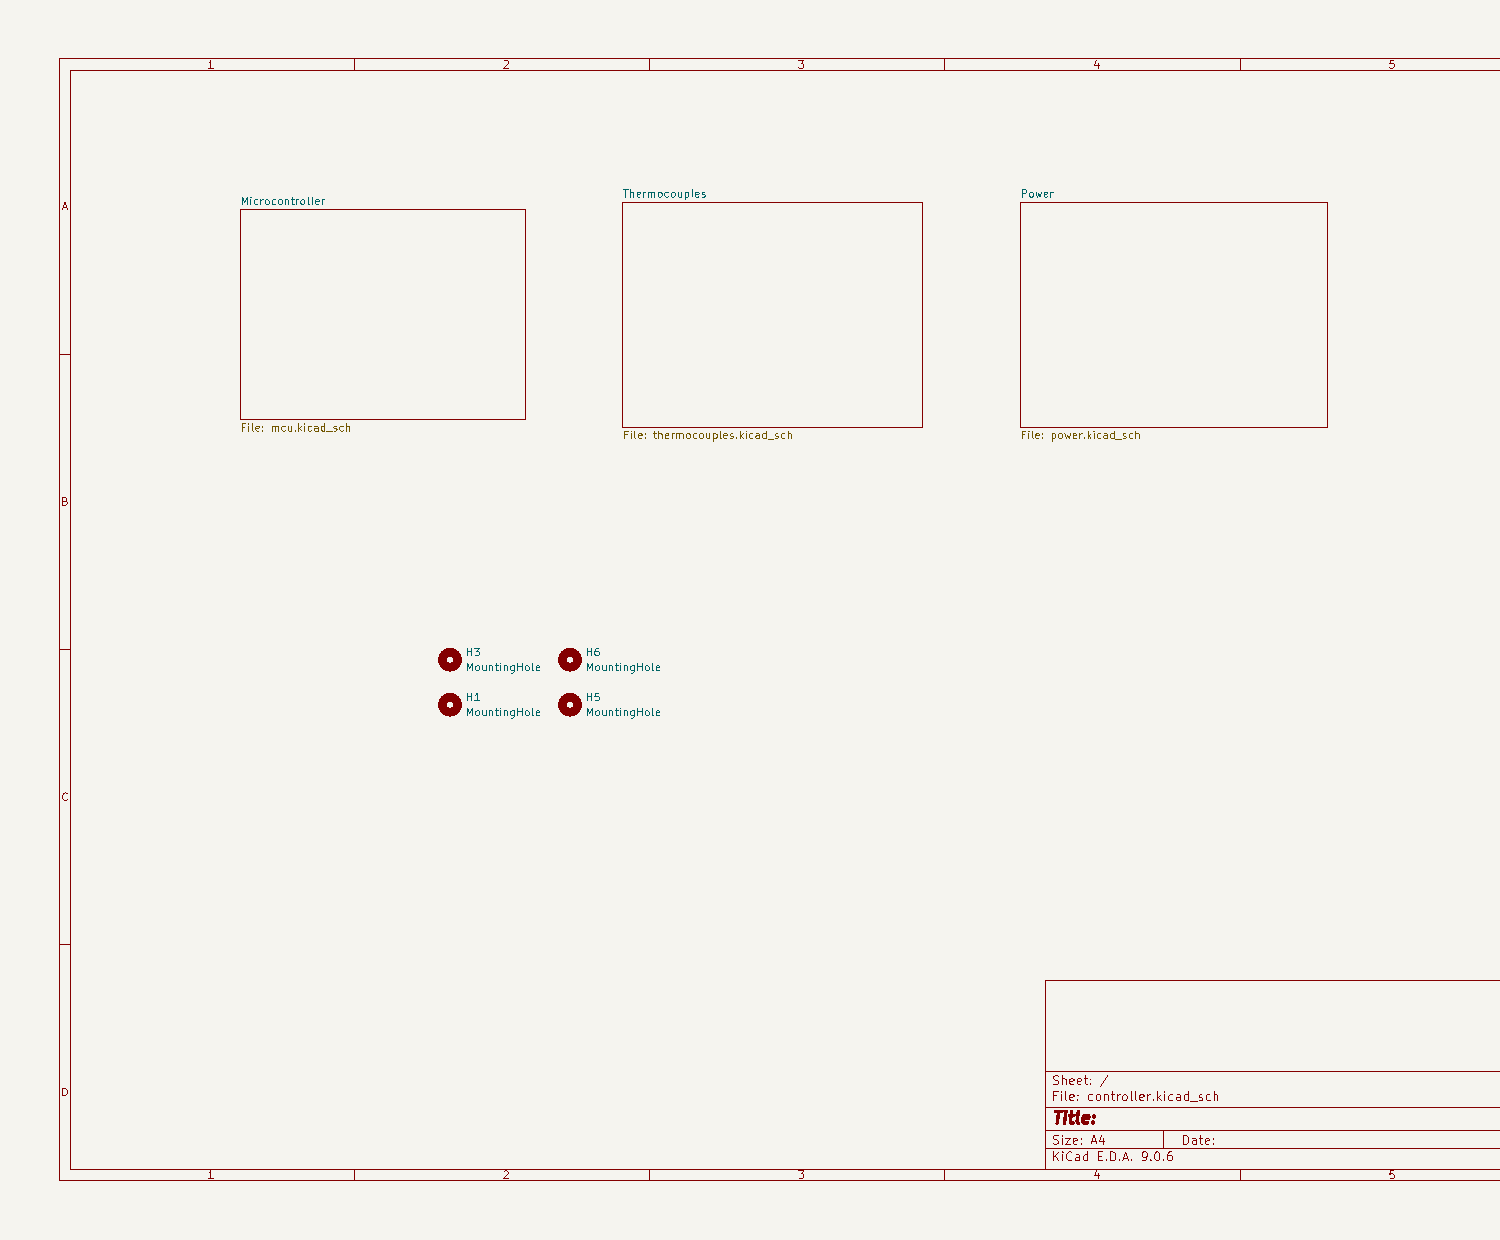 1 2 3 4 5
A
Microcontroller
Thermocouples
Power
File: mcu.kicad_sch
File: thermocouples.kicad_sch
File: power.kicad_sch
B
H3
MountingHole
H6
MountingHole
H1
MountingHole
H5
MountingHole
C
D
Sheet: /
File: controller.kicad_sch
Title:
Size: A4 Date:
KiCad E.D.A. 9.0.6
1 2 3 4 5